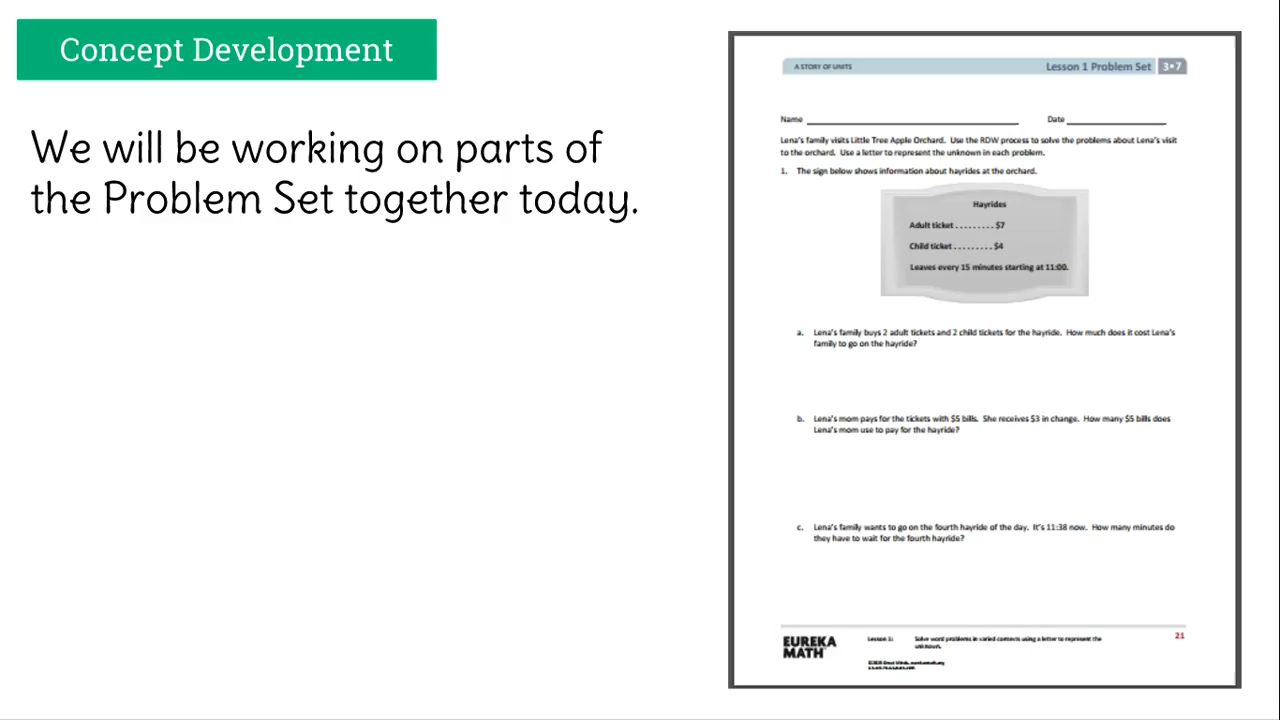 Concept Development
We will be working on parts of
the Problem Set together today.
A STORY OF UNITS
Lesson 1 Problem Set 3•7
Name Date
Lena's family visits Little Tree Apple Orchard. Use the RDW process to solve the problems about Lena's visit
to the orchard. Use a letter to represent the unknown in each problem.
1. The sign below shows information about hayrides at the orchard.
Hayrides
Adult ticket . . . . . . . . . $7
Child ticket . . . . . . . . . $4
Leaves every 15 minutes starting at 11:00.
a. Lena's family buys 2 adult tickets and 2 child tickets for the hayride. How much does it cost Lena's
family to go on the hayride?
b. Lena's mom pays for the tickets with $5 bills. She receives $3 in change. How many $5 bills does
Lena's mom use to pay for the hayride?
c. Lena's family wants to go on the fourth hayride of the day. It's 11:38 now. How many minutes do
they have to wait for the fourth hayride?
EUREKA
MATH
Lesson 1: Solve word problems in varied contexts using a letter to represent the
unknown.
21